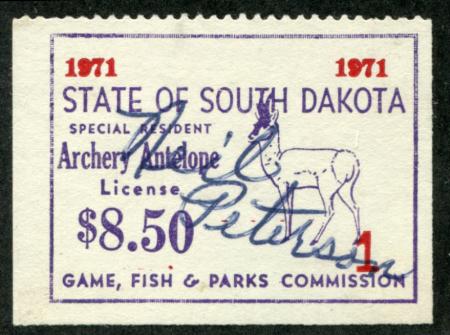 1971 1971
STATE OF SOUTH DAKOTA
SPECIAL RESIDENT
Archery Antelope
License
$8.50
Neil
Peterson
1
GAME, FISH & PARKS COMMISSION